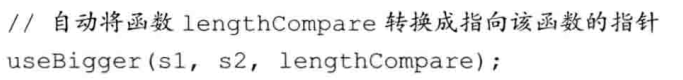 // 自动将函数 lengthCompare 转换成指向该函数的指针
useBigger(s1, s2, lengthCompare);